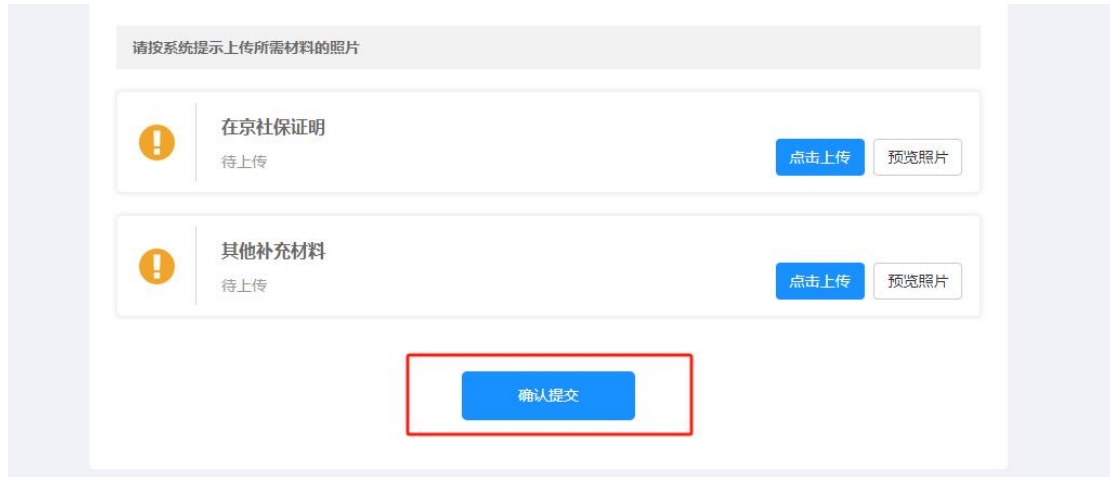 请按系统提示上传所需材料的照片
在京社保证明
待上传
点击上传 预览照片
其他补充材料
待上传
点击上传 预览照片
确认提交